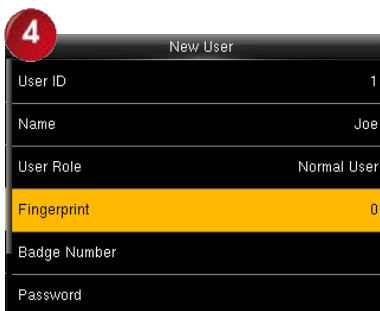 4
New User
User ID 1
Name Joe
User Role Normal User
Fingerprint 0
Badge Number
Password